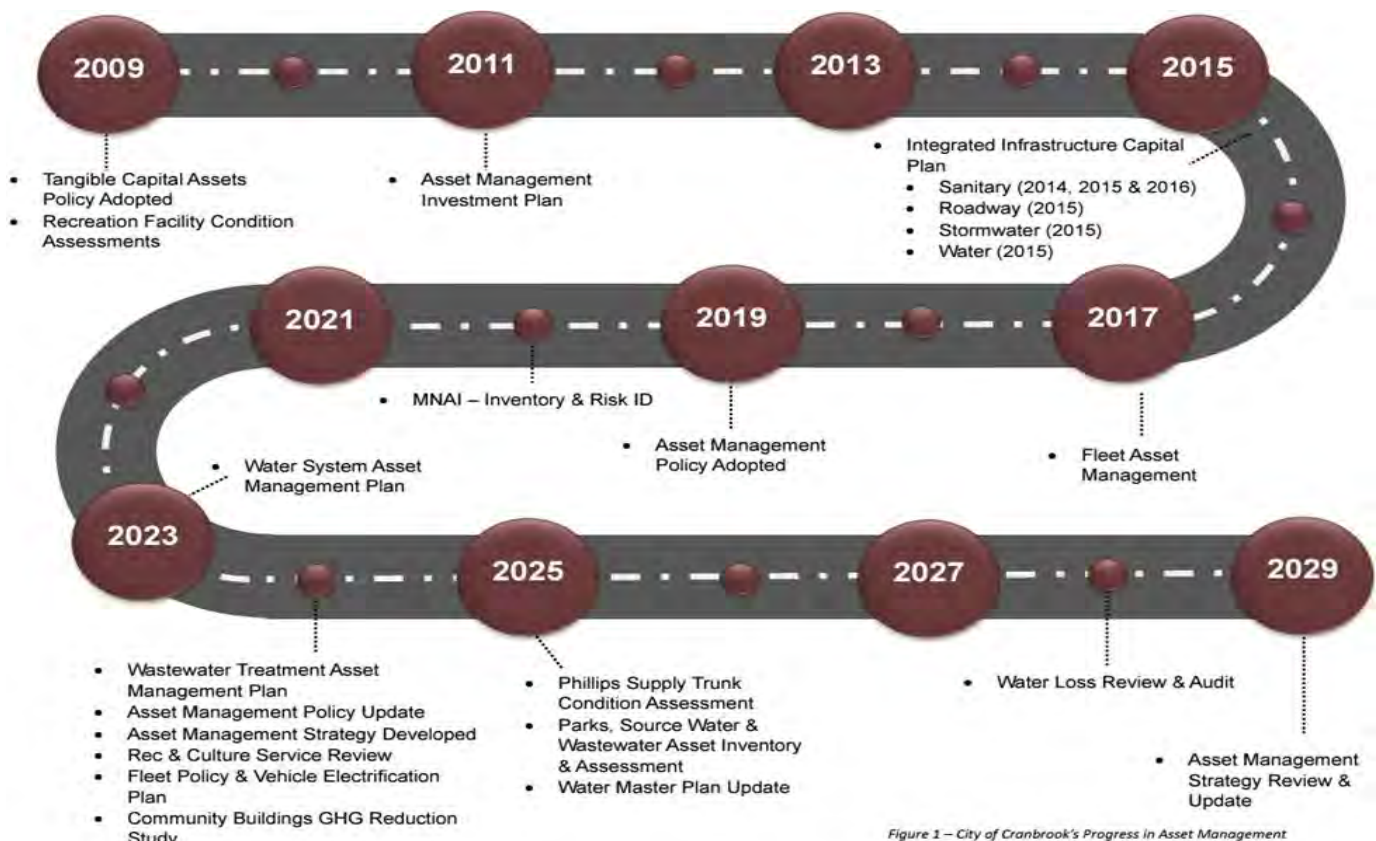 2009
2011
2013
2015
• Tangible Capital Assets
Policy Adopted
• Recreation Facility Condition
Assessments
• Asset Management
Investment Plan
• Integrated Infrastructure Capital
Plan
• Sanitary (2014, 2015 & 2016)
• Roadway (2015)
• Stormwater (2015)
• Water (2015)
2021
2019
2017
• MNAI – Inventory & Risk ID
• Asset Management
Policy Adopted
• Fleet Asset
Management
• Water System Asset
Management Plan
2023
2025
2027
2029
• Wastewater Treatment Asset
Management Plan
• Asset Management Policy Update
• Asset Management Strategy Developed
• Rec & Culture Service Review
• Fleet Policy & Vehicle Electrification
Plan
• Community Buildings GHG Reduction
Study
• Phillips Supply Trunk
Condition Assessment
• Parks, Source Water &
Wastewater Asset Inventory
& Assessment
• Water Master Plan Update
• Water Loss Review & Audit
• Asset Management
Strategy Review &
Update
Figure 1 – City of Cranbrook's Progress in Asset Management